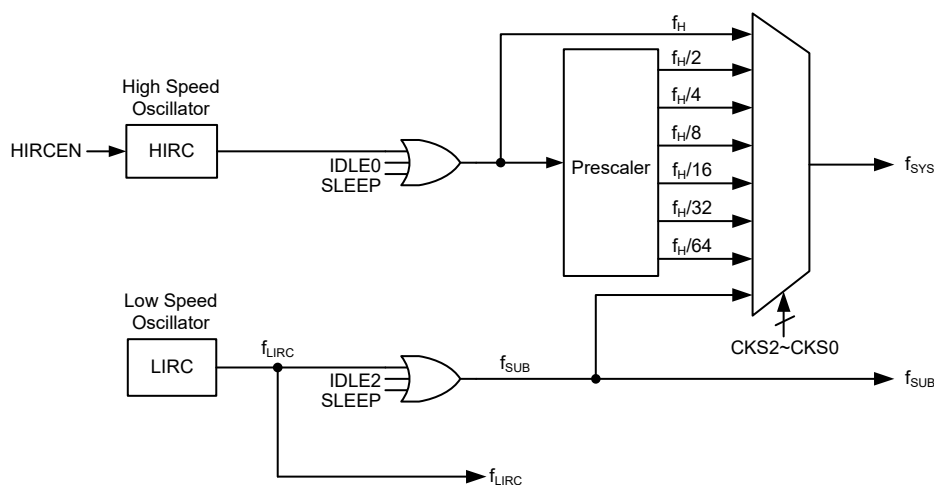 High Speed
Oscillator
HIRCEN
HIRC
IDLE0
SLEEP
Prescaler
fH
fH/2
fH/4
fH/8
fH/16
fH/32
fH/64
fSYS
CKS2~CKS0
Low Speed
Oscillator
LIRC
fLIRC
IDLE2
SLEEP
fSUB
fSUB
fLIRC